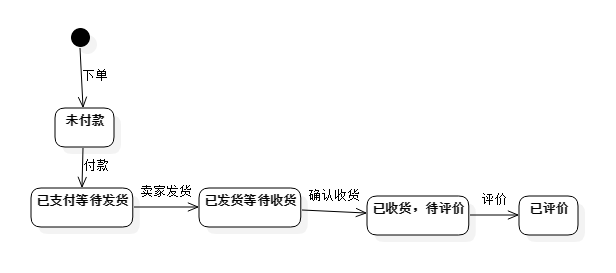 下单
未付款
付款
已支付等待发货
卖家发货
已发货等待收货
确认收货
已收货，待评价
评价
已评价